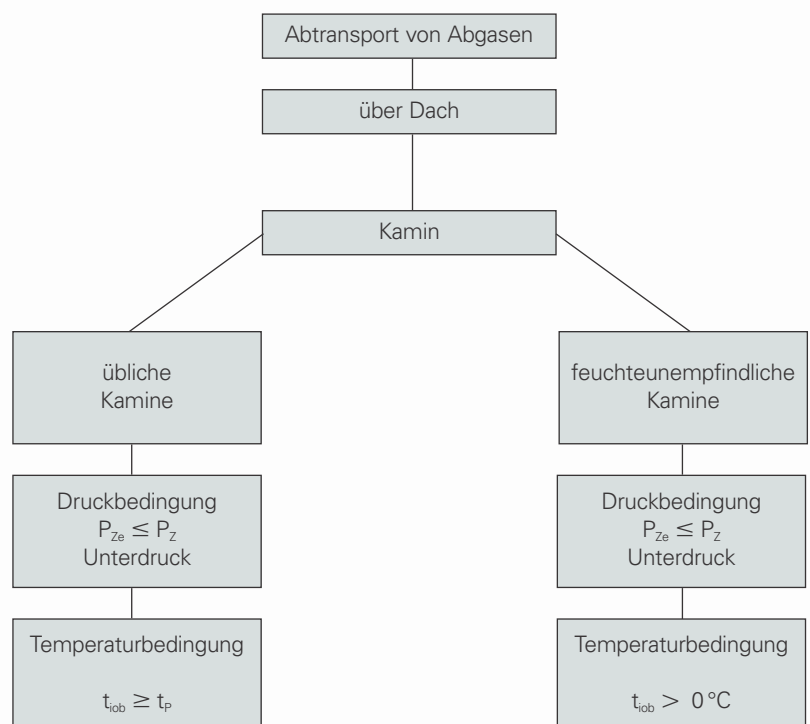 Abtransport von Abgasen
über Dach
Kamin
übliche
Kamine
Druckbedingung
P_Ze ≤ P_Z
Unterdruck
Temperaturbedingung
t_iob ≥ t_P
feuchteunempfindliche
Kamine
Druckbedingung
P_Ze ≤ P_Z
Unterdruck
Temperaturbedingung
t_iob > 0 °C